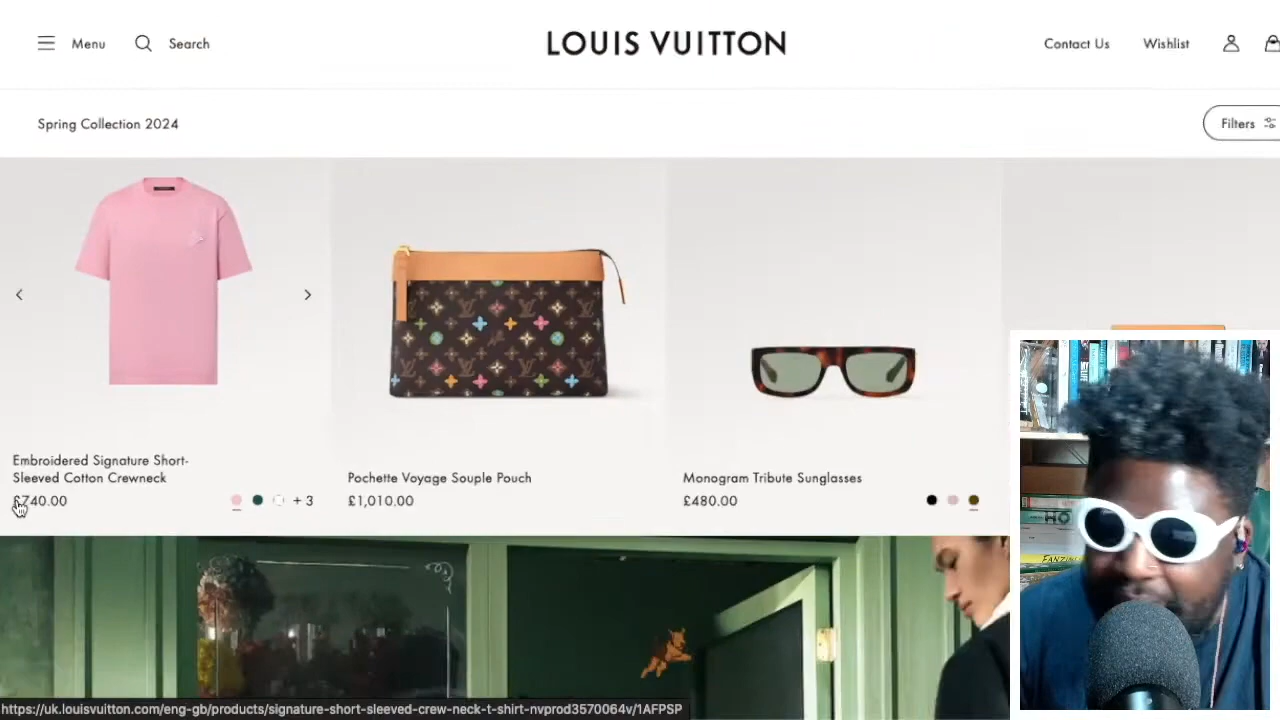 Menu
Search
LOUIS VUITTON
Contact Us
Wishlist
Spring Collection 2024
Filters
Embroidered Signature Short-
Sleeved Cotton Crewneck
£740.00
+ 3
Pochette Voyage Souple Pouch
£1,010.00
Monogram Tribute Sunglasses
£480.00
https://uk.louisvuitton.com/eng-gb/products/signature-short-sleeved-crew-neck-t-shirt-nvprod3570064v/1AFPSP